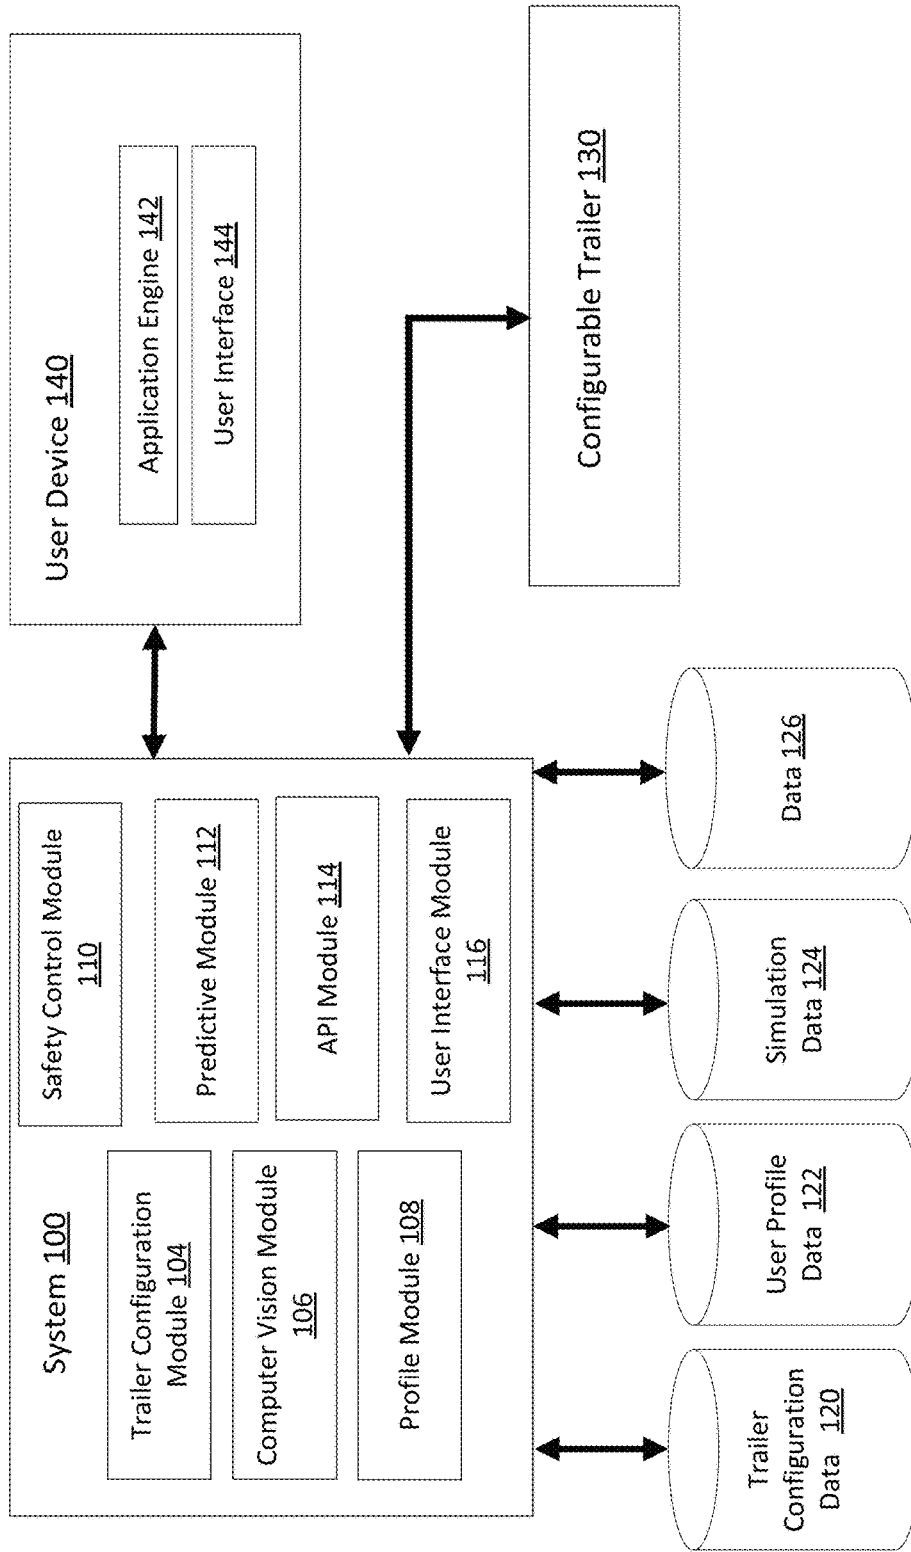 System 100
Trailer Configuration
Module 104
Computer Vision Module
106
Profile Module 108
Safety Control Module
110
Predictive Module 112
API Module 114
User Interface Module
116
User Device 140
Application Engine 142
User Interface 144
Configurable Trailer 130
Trailer
Configuration
Data 120
User Profile
Data 122
Simulation
Data 124
Data 126